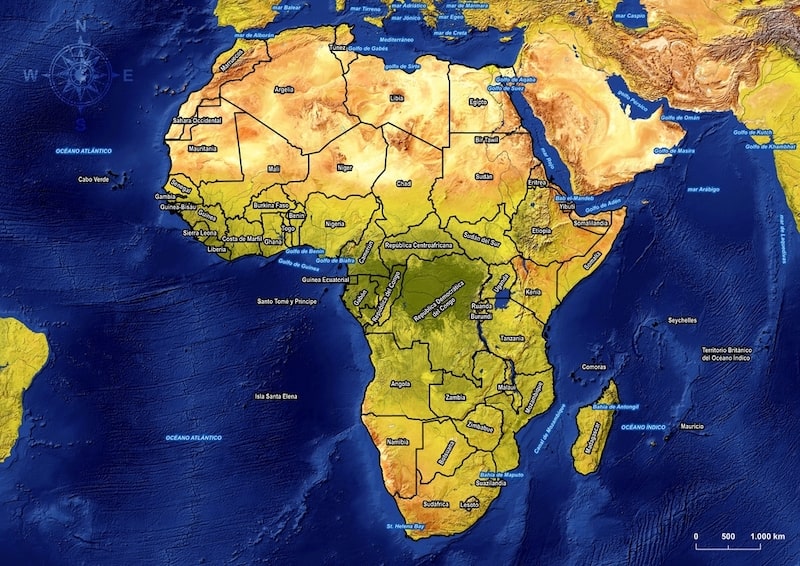 mar Balear
mar Tirreno
mar Adriático
mar de Mármara
mar Jónico
mar Egeo
mar Caspio
mar de Creta
mar de Alborán
Mediterráneo
N
W
E
S
Túnez
Golfo de Gabés
golfo de Sirte
Marruecos
Argelia
Libia
Egipto
Golfo de Aqaba
Golfo de Suez
golfo Pérsico
Golfo de Omán
Sahara Occidental
Bir Tawil
Golfo de Kutch
Golfo de Khambhat
OCÉANO ATLÁNTICO
Mauritania
Golfo de Masira
mar Rojo
Cabo Verde
Malí
Níger
Chad
Sudán
Eritrea
mar Arábigo
Senegal
Gambia
Guinea-Bisáu
Guinea
Burkina Faso
Benin
Togo
Nigeria
Bab el-Mandeb
Yibuti
Golfo de Adén
Somalilandia
mar de Laquedivas
Sierra Leona
Costa de Marfil
Ghana
Liberia
Camerún
República Centroafricana
Sudán del Sur
Etiopía
Somalia
Golfo de Benín
Golfo de Biafra
Golfo de Guinea
Guinea Ecuatorial
Gabón
República del Congo
República Democrática
del Congo
Uganda
Kenia
Santo Tomé y Príncipe
Ruanda
Burundi
Seychelles
Tanzania
Territorio Británico
del Océano Índico
Comoras
Isla Santa Elena
Angola
Zambia
Malaui
Mozambique
Bahía de Antongil
Canal de Mozambique
Madagascar
OCÉANO ÍNDICO
Mauricio
OCÉANO ATLÁNTICO
Namibia
Botsuana
Zimbabue
Bahía de Maputo
Suazilandia
Sudáfrica
Lesoto
St. Helena Bay
0 500 1.000 km